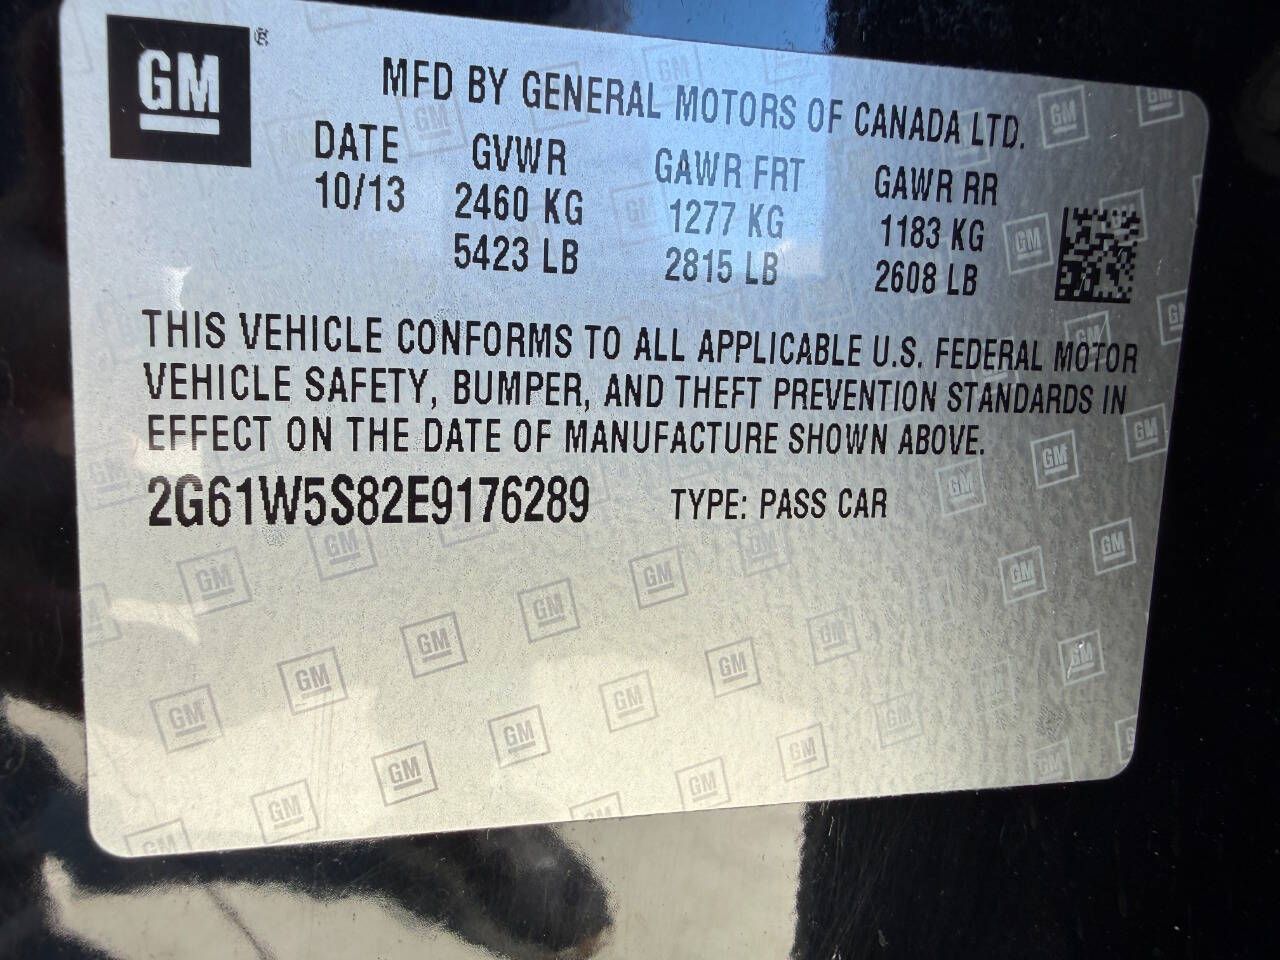 GM ®
MFD BY GENERAL MOTORS OF CANADA LTD.
DATE GVWR GAWR FRT GAWR RR
10/13 2460 KG 1277 KG 1183 KG
5423 LB 2815 LB 2608 LB
THIS VEHICLE CONFORMS TO ALL APPLICABLE U.S. FEDERAL MOTOR
VEHICLE SAFETY, BUMPER, AND THEFT PREVENTION STANDARDS IN
EFFECT ON THE DATE OF MANUFACTURE SHOWN ABOVE.
2G61W5S82E9176289 TYPE: PASS CAR